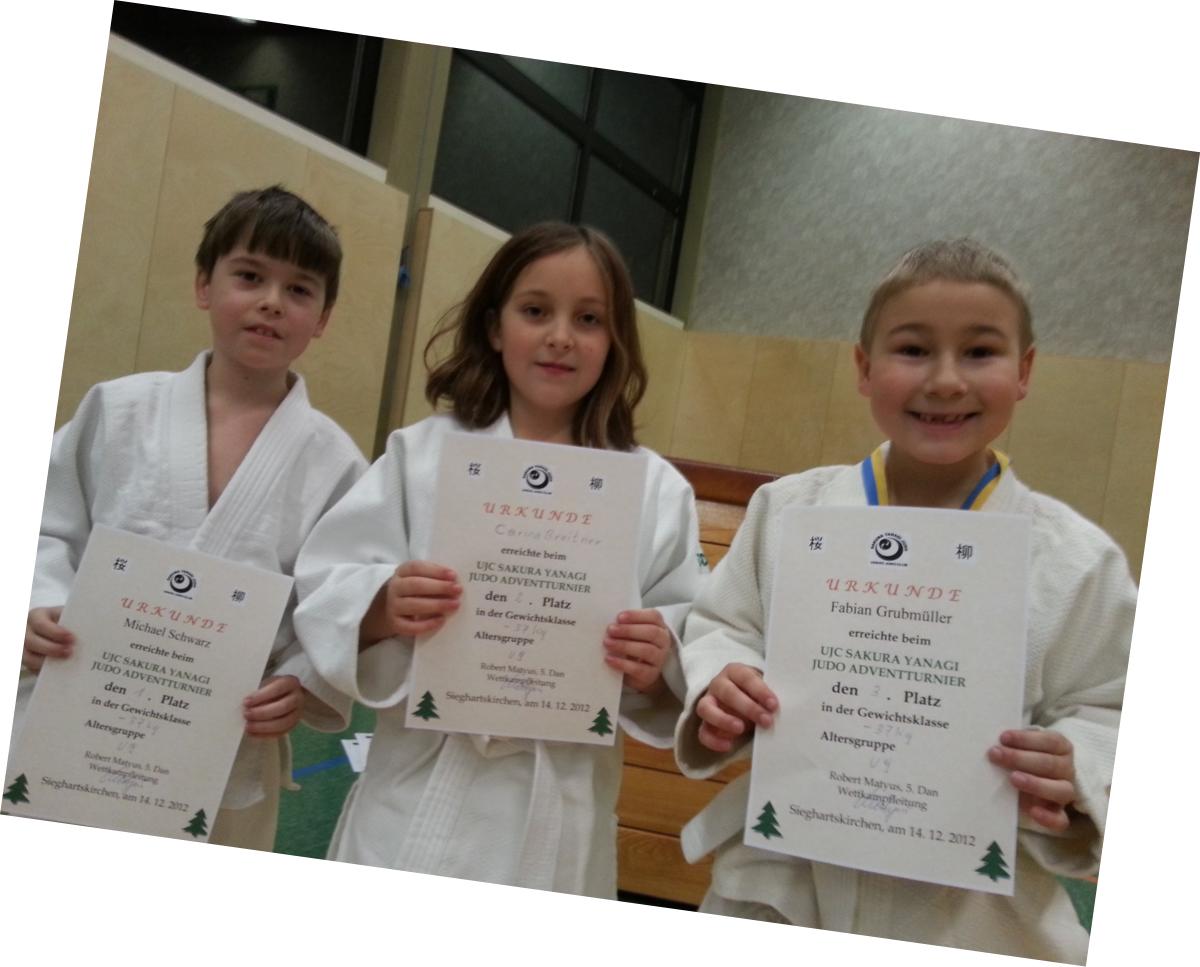 桜 柳
URKUNDE
Michael Schwarz
erreichte beim
UJC SAKURA YANAGI
JUDO ADVENTTURNIER
den 1. Platz
in der Gewichtsklasse
-37kg
Altersgruppe
U9
Robert Matyus, 5. Dan
Wettkampfleitung
Sieghartskirchen, am 14. 12. 2012
桜 柳
URKUNDE
Carina Breitner
erreichte beim
UJC SAKURA YANAGI
JUDO ADVENTTURNIER
den 2. Platz
in der Gewichtsklasse
-37kg
Altersgruppe
U9
Robert Matyus, 5. Dan
Wettkampfleitung
Sieghartskirchen, am 14. 12. 2012
桜 柳
URKUNDE
Fabian Grubmüller
erreichte beim
UJC SAKURA YANAGI
JUDO ADVENTTURNIER
den 3. Platz
in der Gewichtsklasse
-37kg
Altersgruppe
U9
Robert Matyus, 5. Dan
Wettkampfleitung
Sieghartskirchen, am 14. 12. 2012